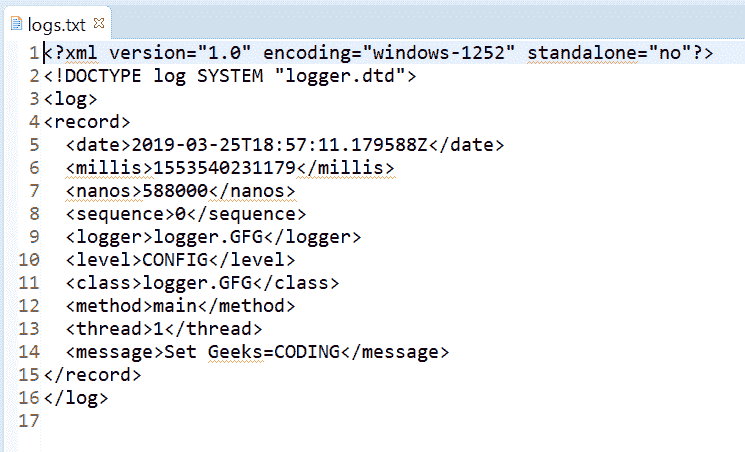 logs.txt
1 <?xml version="1.0" encoding="windows-1252" standalone="no"?>
2 <!DOCTYPE log SYSTEM "logger.dtd">
3 <log>
4 <record>
5   <date>2019-03-25T18:57:11.179588Z</date>
6   <millis>1553540231179</millis>
7   <nanos>588000</nanos>
8   <sequence>0</sequence>
9   <logger>logger.GFG</logger>
10   <level>CONFIG</level>
11   <class>logger.GFG</class>
12   <method>main</method>
13   <thread>1</thread>
14   <message>Set Geeks=CODING</message>
15 </record>
16 </log>
17